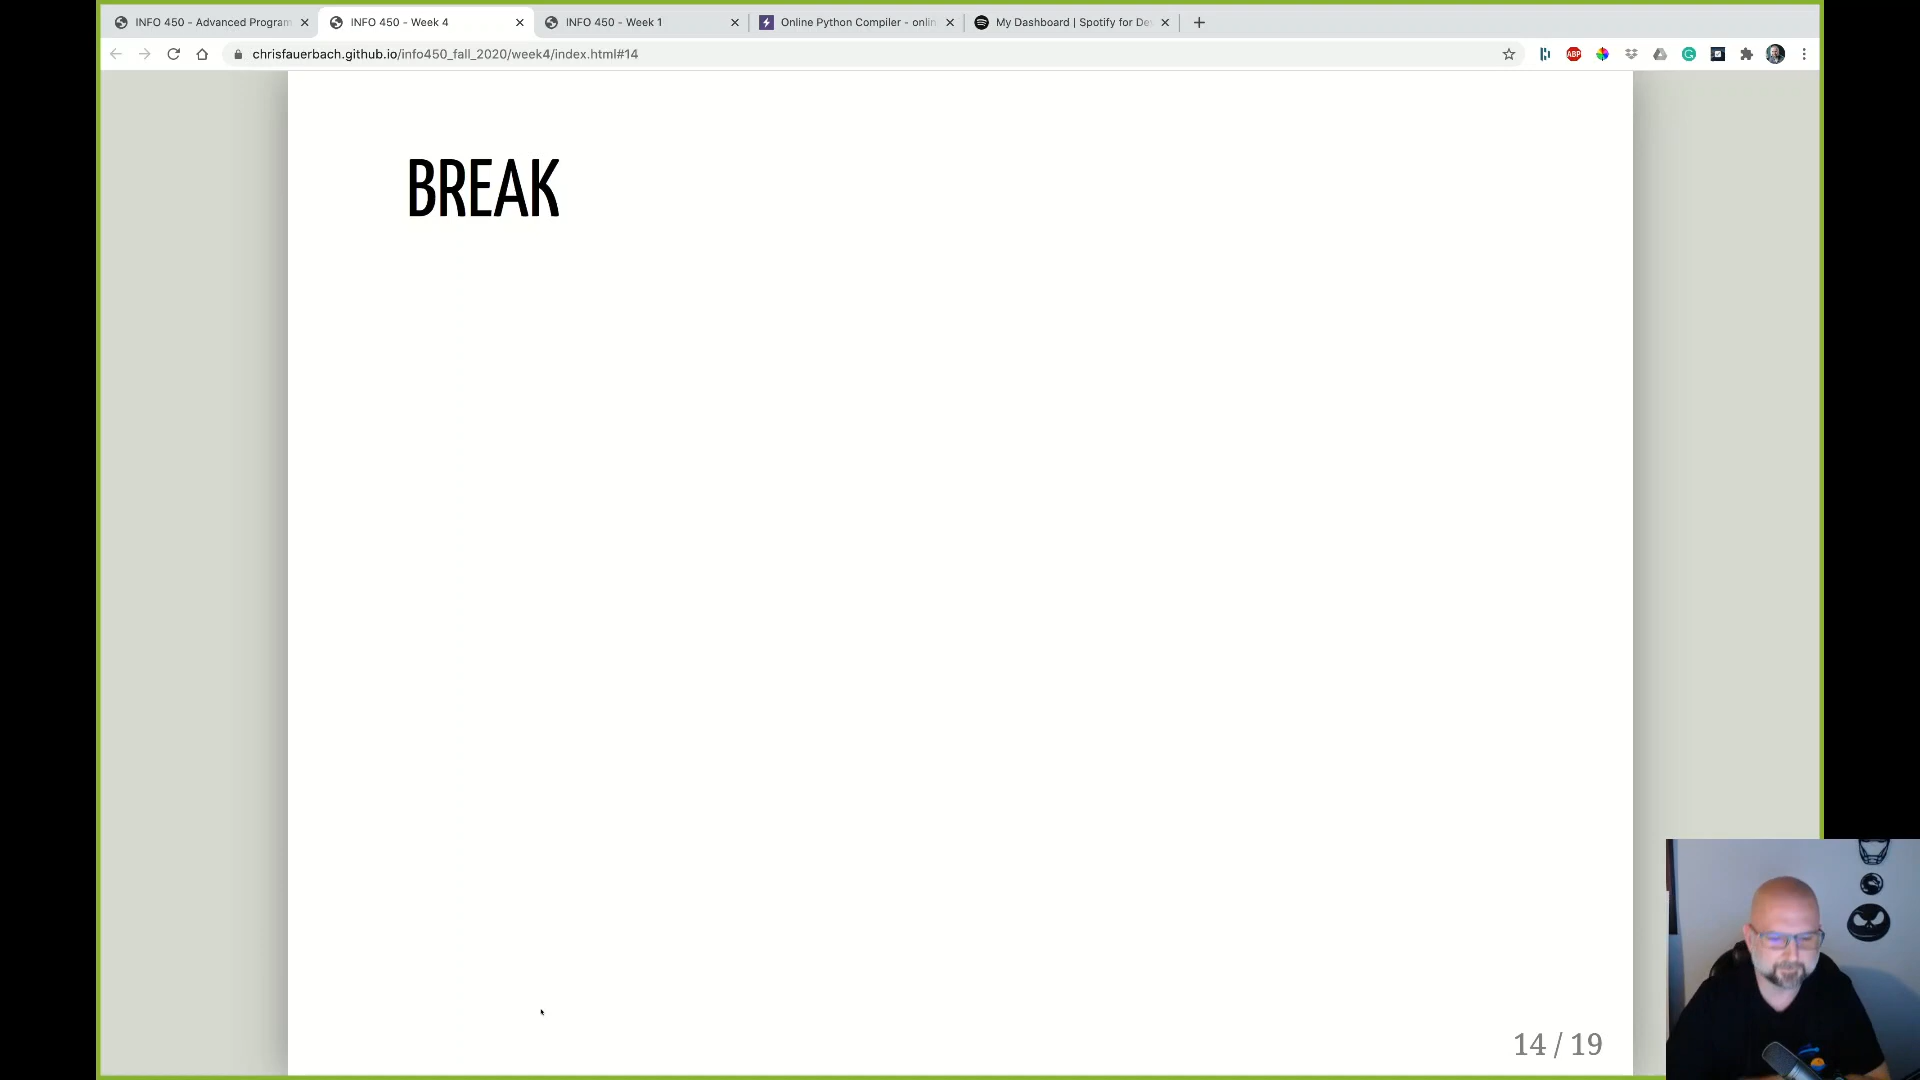 INFO 450 - Advanced Program
INFO 450 - Week 4
INFO 450 - Week 1
Online Python Compiler - onlin
My Dashboard | Spotify for De
chrisfauerbach.github.io/info450_fall_2020/week4/index.html#14
ABP
BREAK
14 / 19